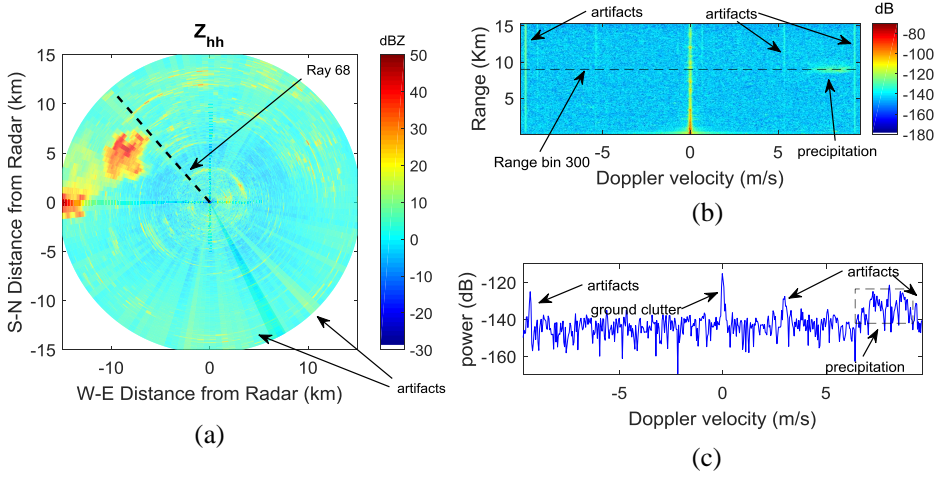 Z_hh
dBZ
Ray 68
S-N Distance from Radar (km)
15
10
5
0
-5
-10
-15
-10
0
10
W-E Distance from Radar (km)
50
40
30
20
10
0
-10
-20
-30
artifacts
(a)
artifacts
artifacts
dB
Range (Km)
15
10
5
-5
0
5
Range bin 300
precipitation
Doppler velocity (m/s)
-80
-100
-120
-140
-160
-180
(b)
power (dB)
-120
-140
-160
artifacts
ground clutter
artifacts
precipitation
-5
0
5
Doppler velocity (m/s)
(c)